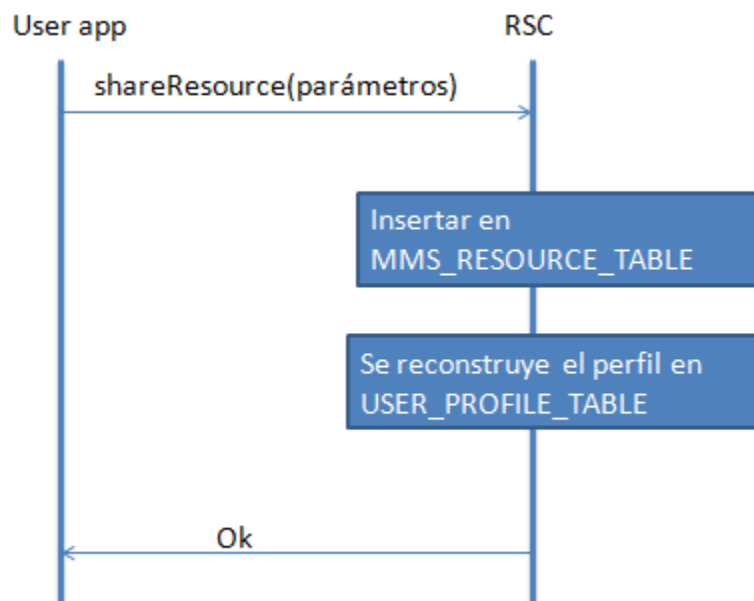 User app
RSC
shareResource(parámetros)
Insertar en
MMS_RESOURCE_TABLE
Se reconstruye el perfil en
USER_PROFILE_TABLE
Ok